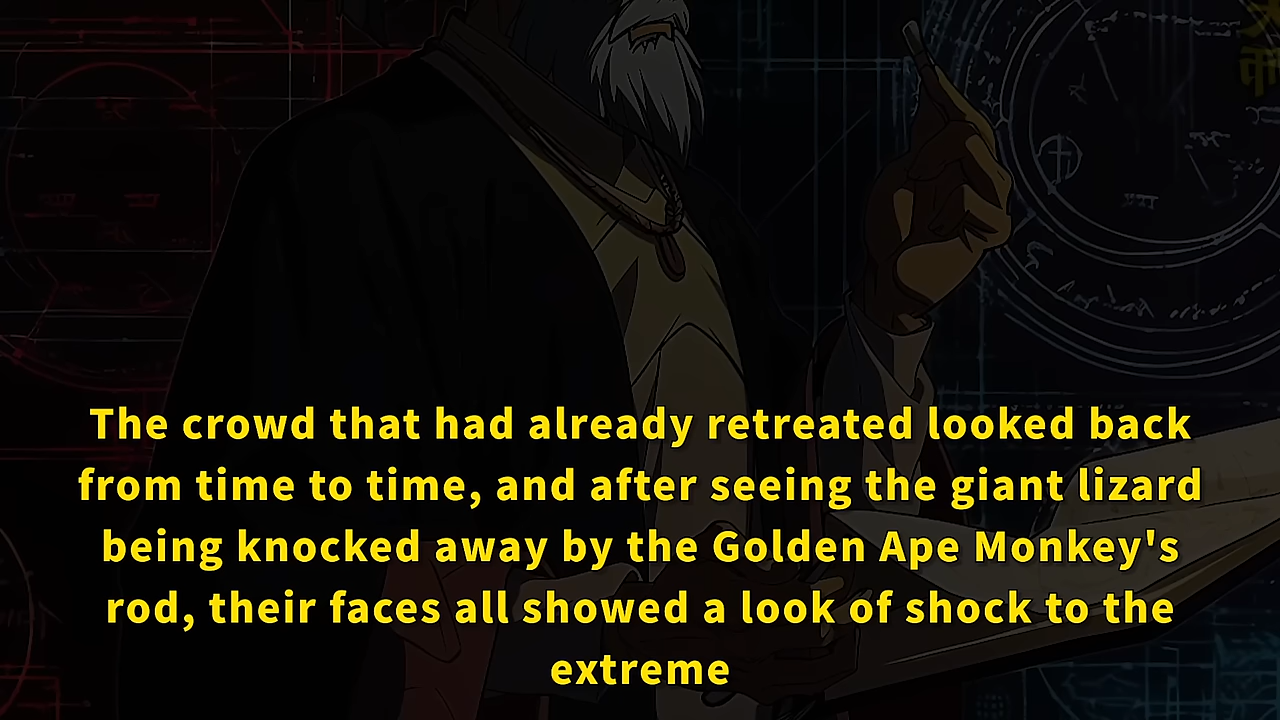 The crowd that had already retreated looked back
from time to time, and after seeing the giant lizard
being knocked away by the Golden Ape Monkey's
rod, their faces all showed a look of shock to the
extreme